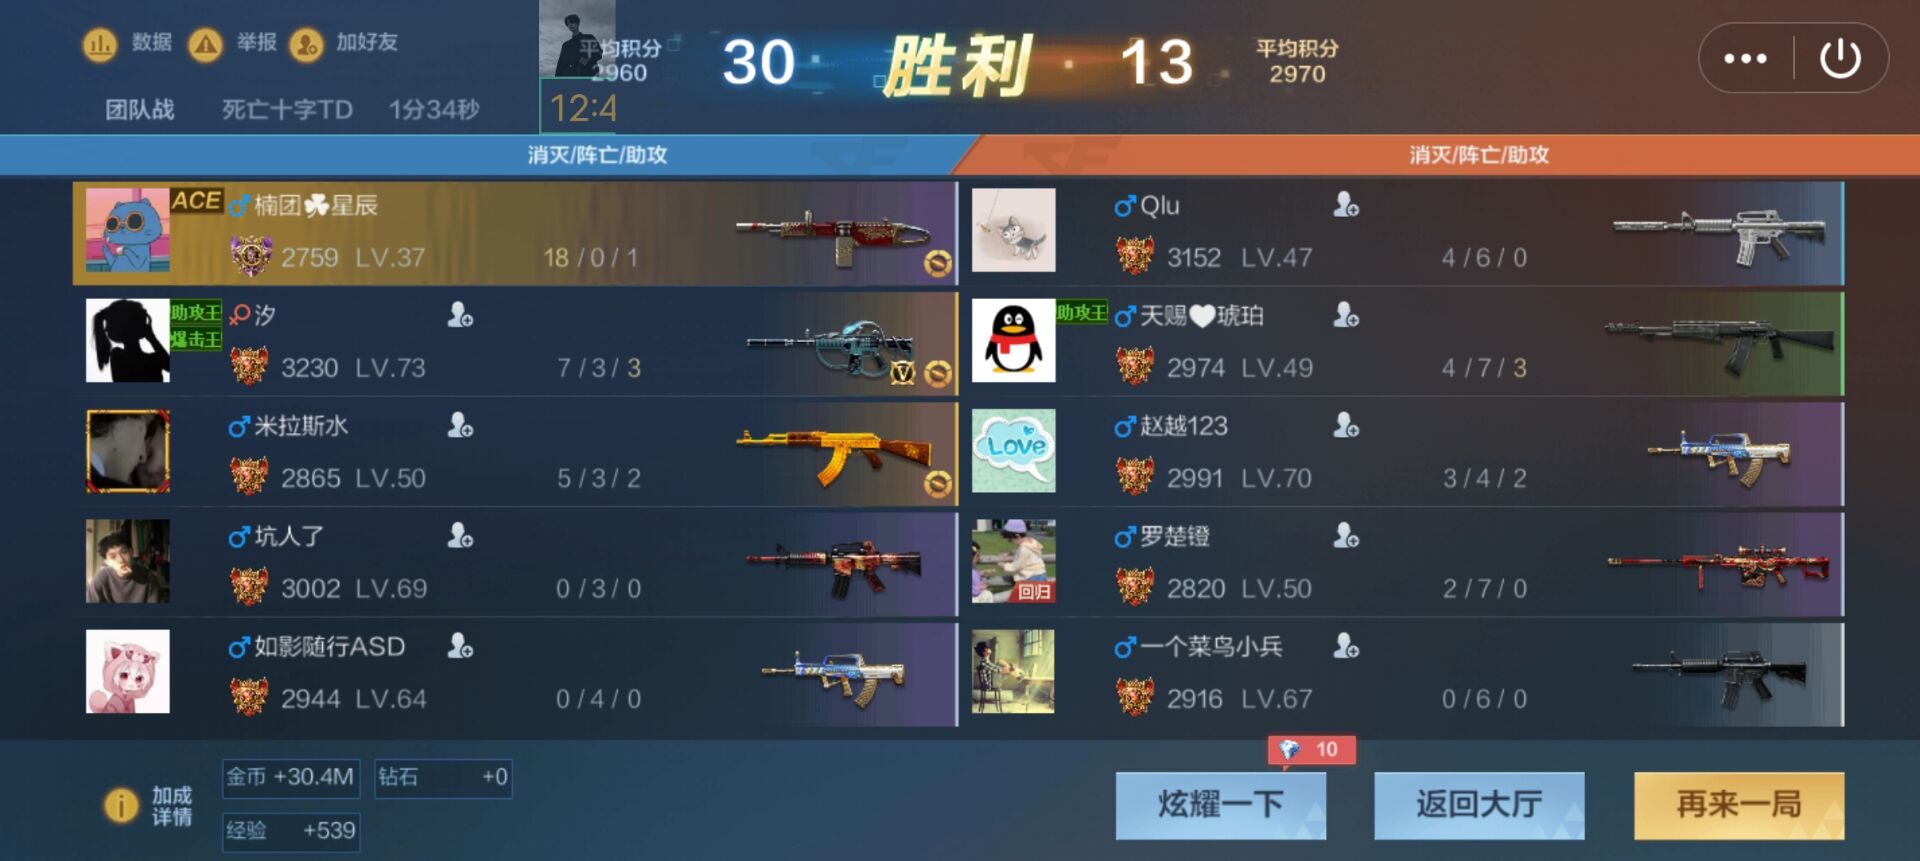 数据 举报 加好友
团队战 死亡十字TD 1分34秒
平均积分
2960
12:4
30 胜利 13
平均积分
2970
消灭/阵亡/助攻
消灭/阵亡/助攻
ACE 楠团☘星辰
2759 LV.37 18/0/1
助攻王 爆击王 汐
3230 LV.73 7/3/3
米拉斯水
2865 LV.50 5/3/2
坑人了
3002 LV.69 0/3/0
如影随行ASD
2944 LV.64 0/4/0
Qlu
3152 LV.47 4/6/0
助攻王 天赐♥琥珀
2974 LV.49 4/7/3
Love
赵越123
2991 LV.70 3/4/2
回归
罗楚镫
2820 LV.50 2/7/0
一个菜鸟小兵
2916 LV.67 0/6/0
加成详情
金币 +30.4M 钻石 +0
经验 +539
10
炫耀一下 返回大厅 再来一局